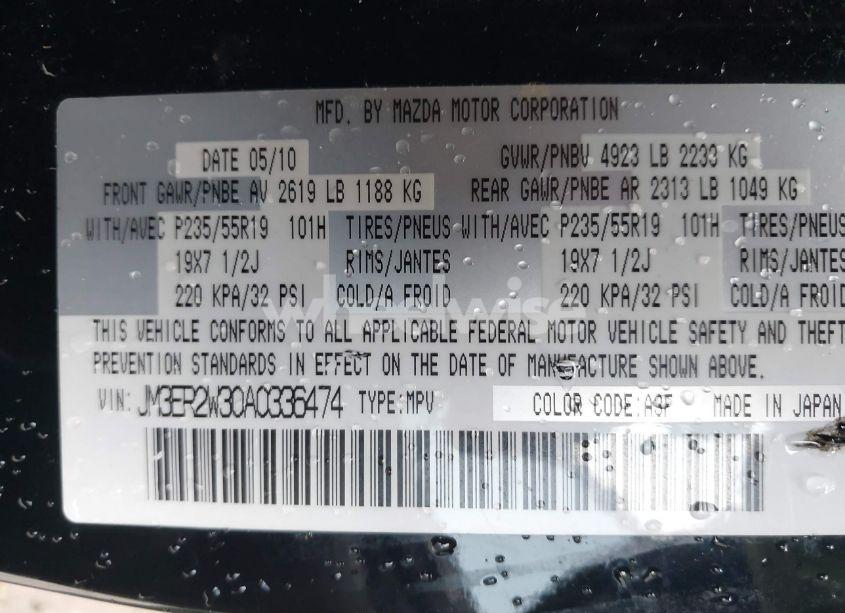 MFD. BY MAZDA MOTOR CORPORATION
DATE 05/10 GVWR/PNBV 4923 LB 2233 KG
FRONT GAWR/PNBE AV 2619 LB 1188 KG REAR GAWR/PNBE AR 2313 LB 1049 KG
WITH/AVEC P235/55R19 101H TIRES/PNEUS WITH/AVEC P235/55R19 101H TIRES/PNEUS
19X7 1/2J RIMS/JANTES 19X7 1/2J RIMS/JANTES
220 KPA/32 PSI COLD/A FROID 220 KPA/32 PSI COLD/A FROID
wheelwise
THIS VEHICLE CONFORMS TO ALL APPLICABLE FEDERAL MOTOR VEHICLE SAFETY AND THEFT
PREVENTION STANDARDS IN EFFECT ON THE DATE OF MANUFACTURE SHOWN ABOVE.
VIN: JM3ER2W30A0336474 TYPE:MPV COLOR CODE: A3F MADE IN JAPAN